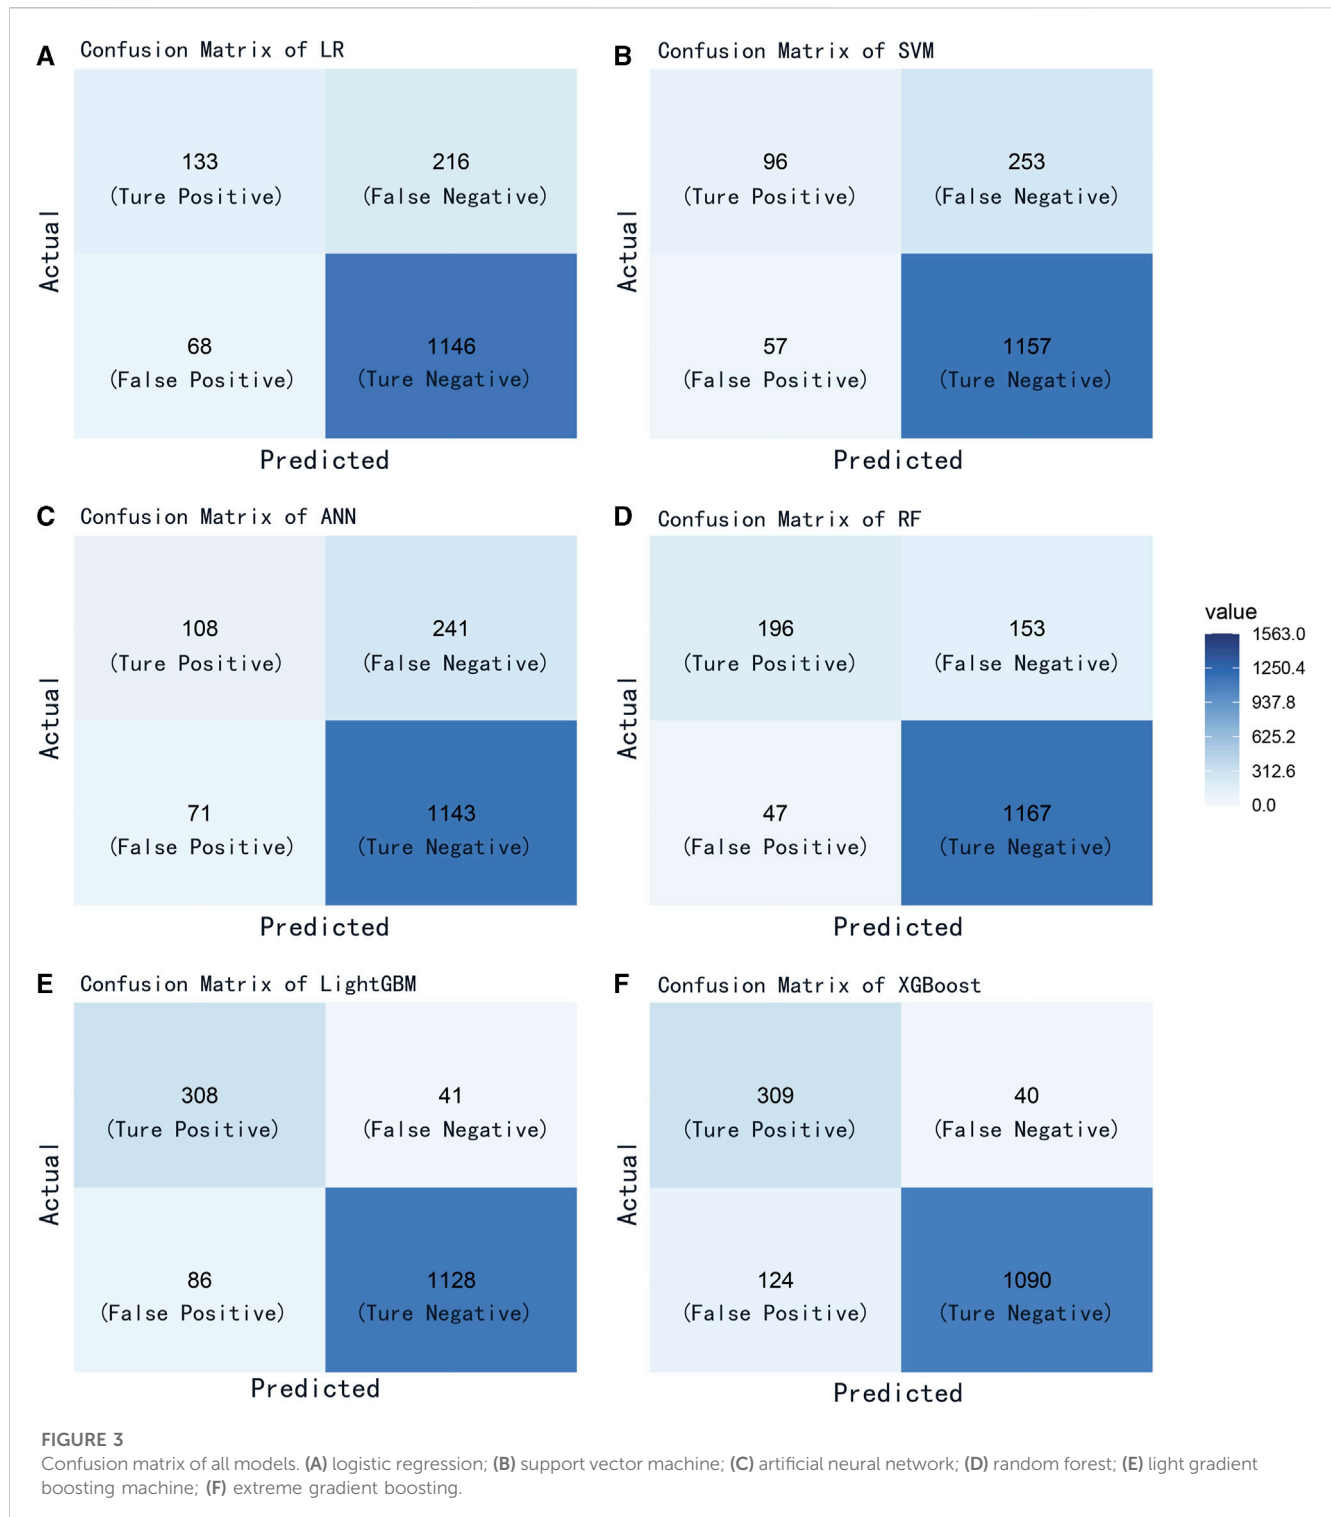 A Confusion Matrix of LR
133 216
(Ture Positive) (False Negative)
Actual
68 1146
(False Positive) (Ture Negative)
Predicted
B Confusion Matrix of SVM
96 253
(Ture Positive) (False Negative)
Actual
57 1157
(False Positive) (Ture Negative)
Predicted
C Confusion Matrix of ANN
108 241
(Ture Positive) (False Negative)
Actual
71 1143
(False Positive) (Ture Negative)
Predicted
D Confusion Matrix of RF
196 153
(Ture Positive) (False Negative)
Actual
47 1167
(False Positive) (Ture Negative)
Predicted
value
1563.0
1250.4
937.8
625.2
312.6
0.0
E Confusion Matrix of LightGBM
308 41
(Ture Positive) (False Negative)
Actual
86 1128
(False Positive) (Ture Negative)
Predicted
F Confusion Matrix of XGBoost
309 40
(Ture Positive) (False Negative)
Actual
124 1090
(False Positive) (Ture Negative)
Predicted
FIGURE 3
Confusion matrix of all models. (A) logistic regression; (B) support vector machine; (C) artificial neural network; (D) random forest; (E) light gradient
boosting machine; (F) extreme gradient boosting.